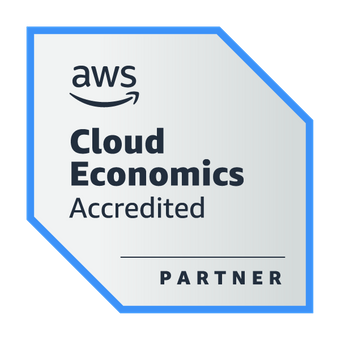 aws
Cloud
Economics
Accredited
PARTNER